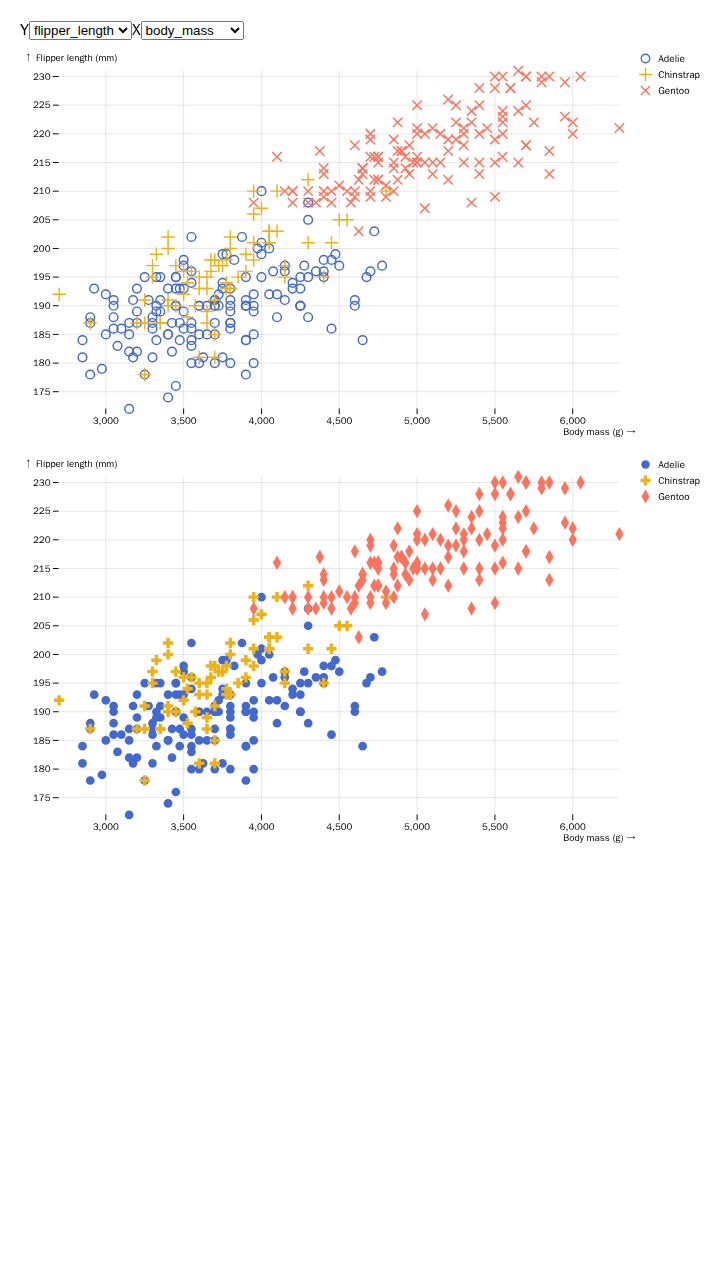 Y flipper_length X body_mass
↑ Flipper length (mm)
Adelie
Chinstrap
Gentoo
230
225
220
215
210
205
200
195
190
185
180
175
3,000 3,500 4,000 4,500 5,000 5,500 6,000
Body mass (g) →
↑ Flipper length (mm)
Adelie
Chinstrap
Gentoo
230
225
220
215
210
205
200
195
190
185
180
175
3,000 3,500 4,000 4,500 5,000 5,500 6,000
Body mass (g) →